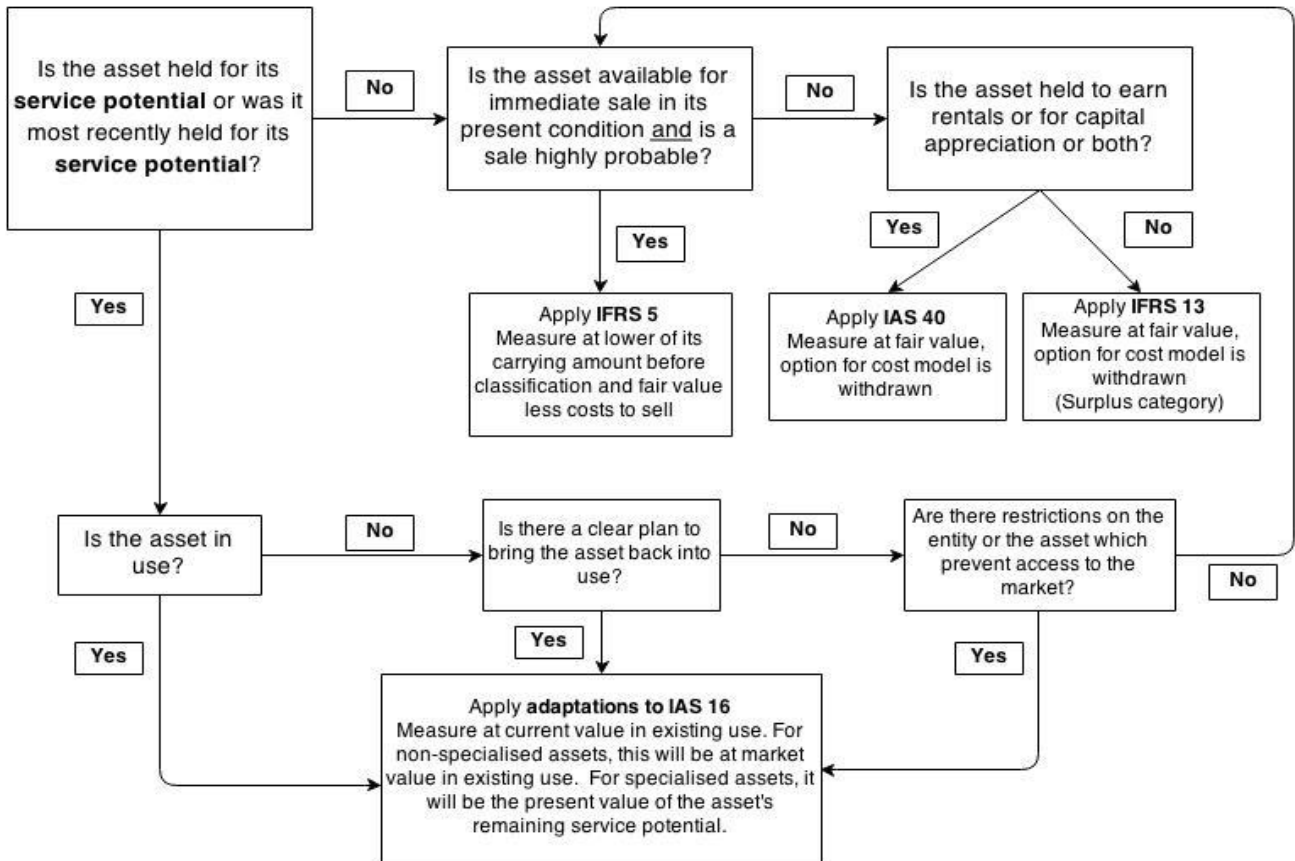 Is the asset held for its
service potential or was it
most recently held for its
service potential?
No
Is the asset available for
immediate sale in its
present condition and is a
sale highly probable?
No
Is the asset held to earn
rentals or for capital
appreciation or both?
Yes
Yes
Yes
No
Apply IFRS 5
Measure at lower of its
carrying amount before
classification and fair value
less costs to sell
Apply IAS 40
Measure at fair value,
option for cost model is
withdrawn
Apply IFRS 13
Measure at fair value,
option for cost model is
withdrawn
(Surplus category)
Is the asset in
use?
No
Is there a clear plan to
bring the asset back into
use?
No
Are there restrictions on the
entity or the asset which
prevent access to the
market?
No
Yes
Yes
Yes
Apply adaptations to IAS 16
Measure at current value in existing use. For
non-specialised assets, this will be at market
value in existing use. For specialised assets, it
will be the present value of the asset's
remaining service potential.